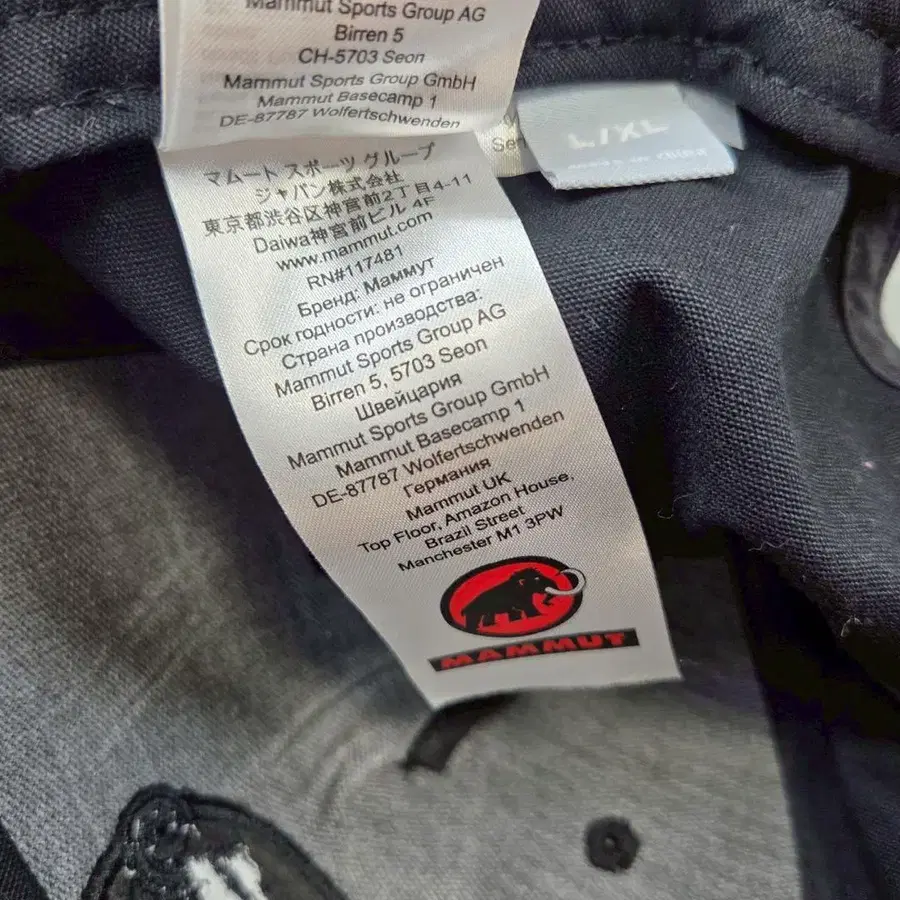 Mammut Sports Group AG
Birren 5
CH-5703 Seon
Mammut Sports Group GmbH
Mammut Basecamp 1
DE-87787 Wolfertschwenden
マムート スポーツ グループ
ジャパン株式会社
東京都渋谷区神宮前2丁目4-11
Daiwa神宮前ビル 4F
www.mammut.com
RN#117481
Бренд: Маммут
Срок годности: не ограничен
Страна производства:
Mammut Sports Group AG
Birren 5, 5703 Seon
Швейцария
Mammut Sports Group GmbH
Mammut Basecamp 1
DE-87787 Wolfertschwenden
Германия
Mammut UK
Top Floor, Amazon House,
Brazil Street
Manchester M1 3PW
MAMMUT
L/XL